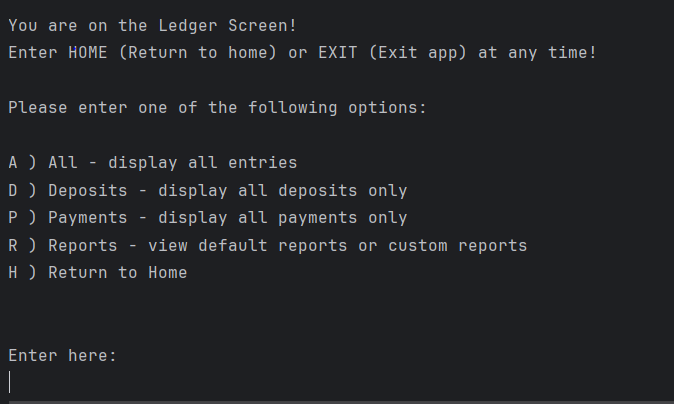 You are on the Ledger Screen!
Enter HOME (Return to home) or EXIT (Exit app) at any time!
Please enter one of the following options:
A ) All - display all entries
D ) Deposits - display all deposits only
P ) Payments - display all payments only
R ) Reports - view default reports or custom reports
H ) Return to Home
Enter here: